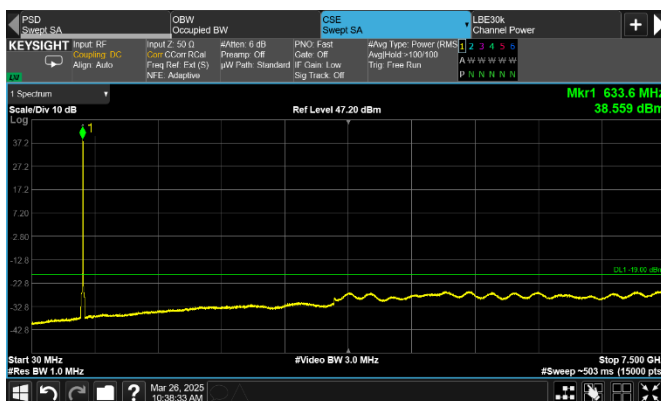 PSD
Swept SA
OBW
Occupied BW
CSE
Swept SA
LBE30k
Channel Power
KEYSIGHT
Input: RF
Coupling: DC
Align: Auto
Input Z: 50 Ω
Corr CCorr RCal
Freq Ref: Ext (S)
NFE: Adaptive
#Atten: 6 dB
Preamp: Off
µW Path: Standard
PNO: Fast
Gate: Off
IF Gain: Low
Sig Track: Off
#Avg Type: Power (RMS
Avg|Hold >100/100
Trig: Free Run
1 2 3 4 5 6
A W W W W W
P N N N N N
1 Spectrum
Scale/Div 10 dB
Log
Ref Level 47.20 dBm
Mkr1 633.6 MHz
38.559 dBm
1
37.2
27.2
17.2
7.20
-2.80
-12.8
-22.8
-32.8
-42.8
DL1 -19.00 dBm
Start 30 MHz
#Res BW 1.0 MHz
#Video BW 3.0 MHz
Stop 7.500 GHz
#Sweep ~503 ms (15000 pts)
Mar 26, 2025
10:38:33 AM